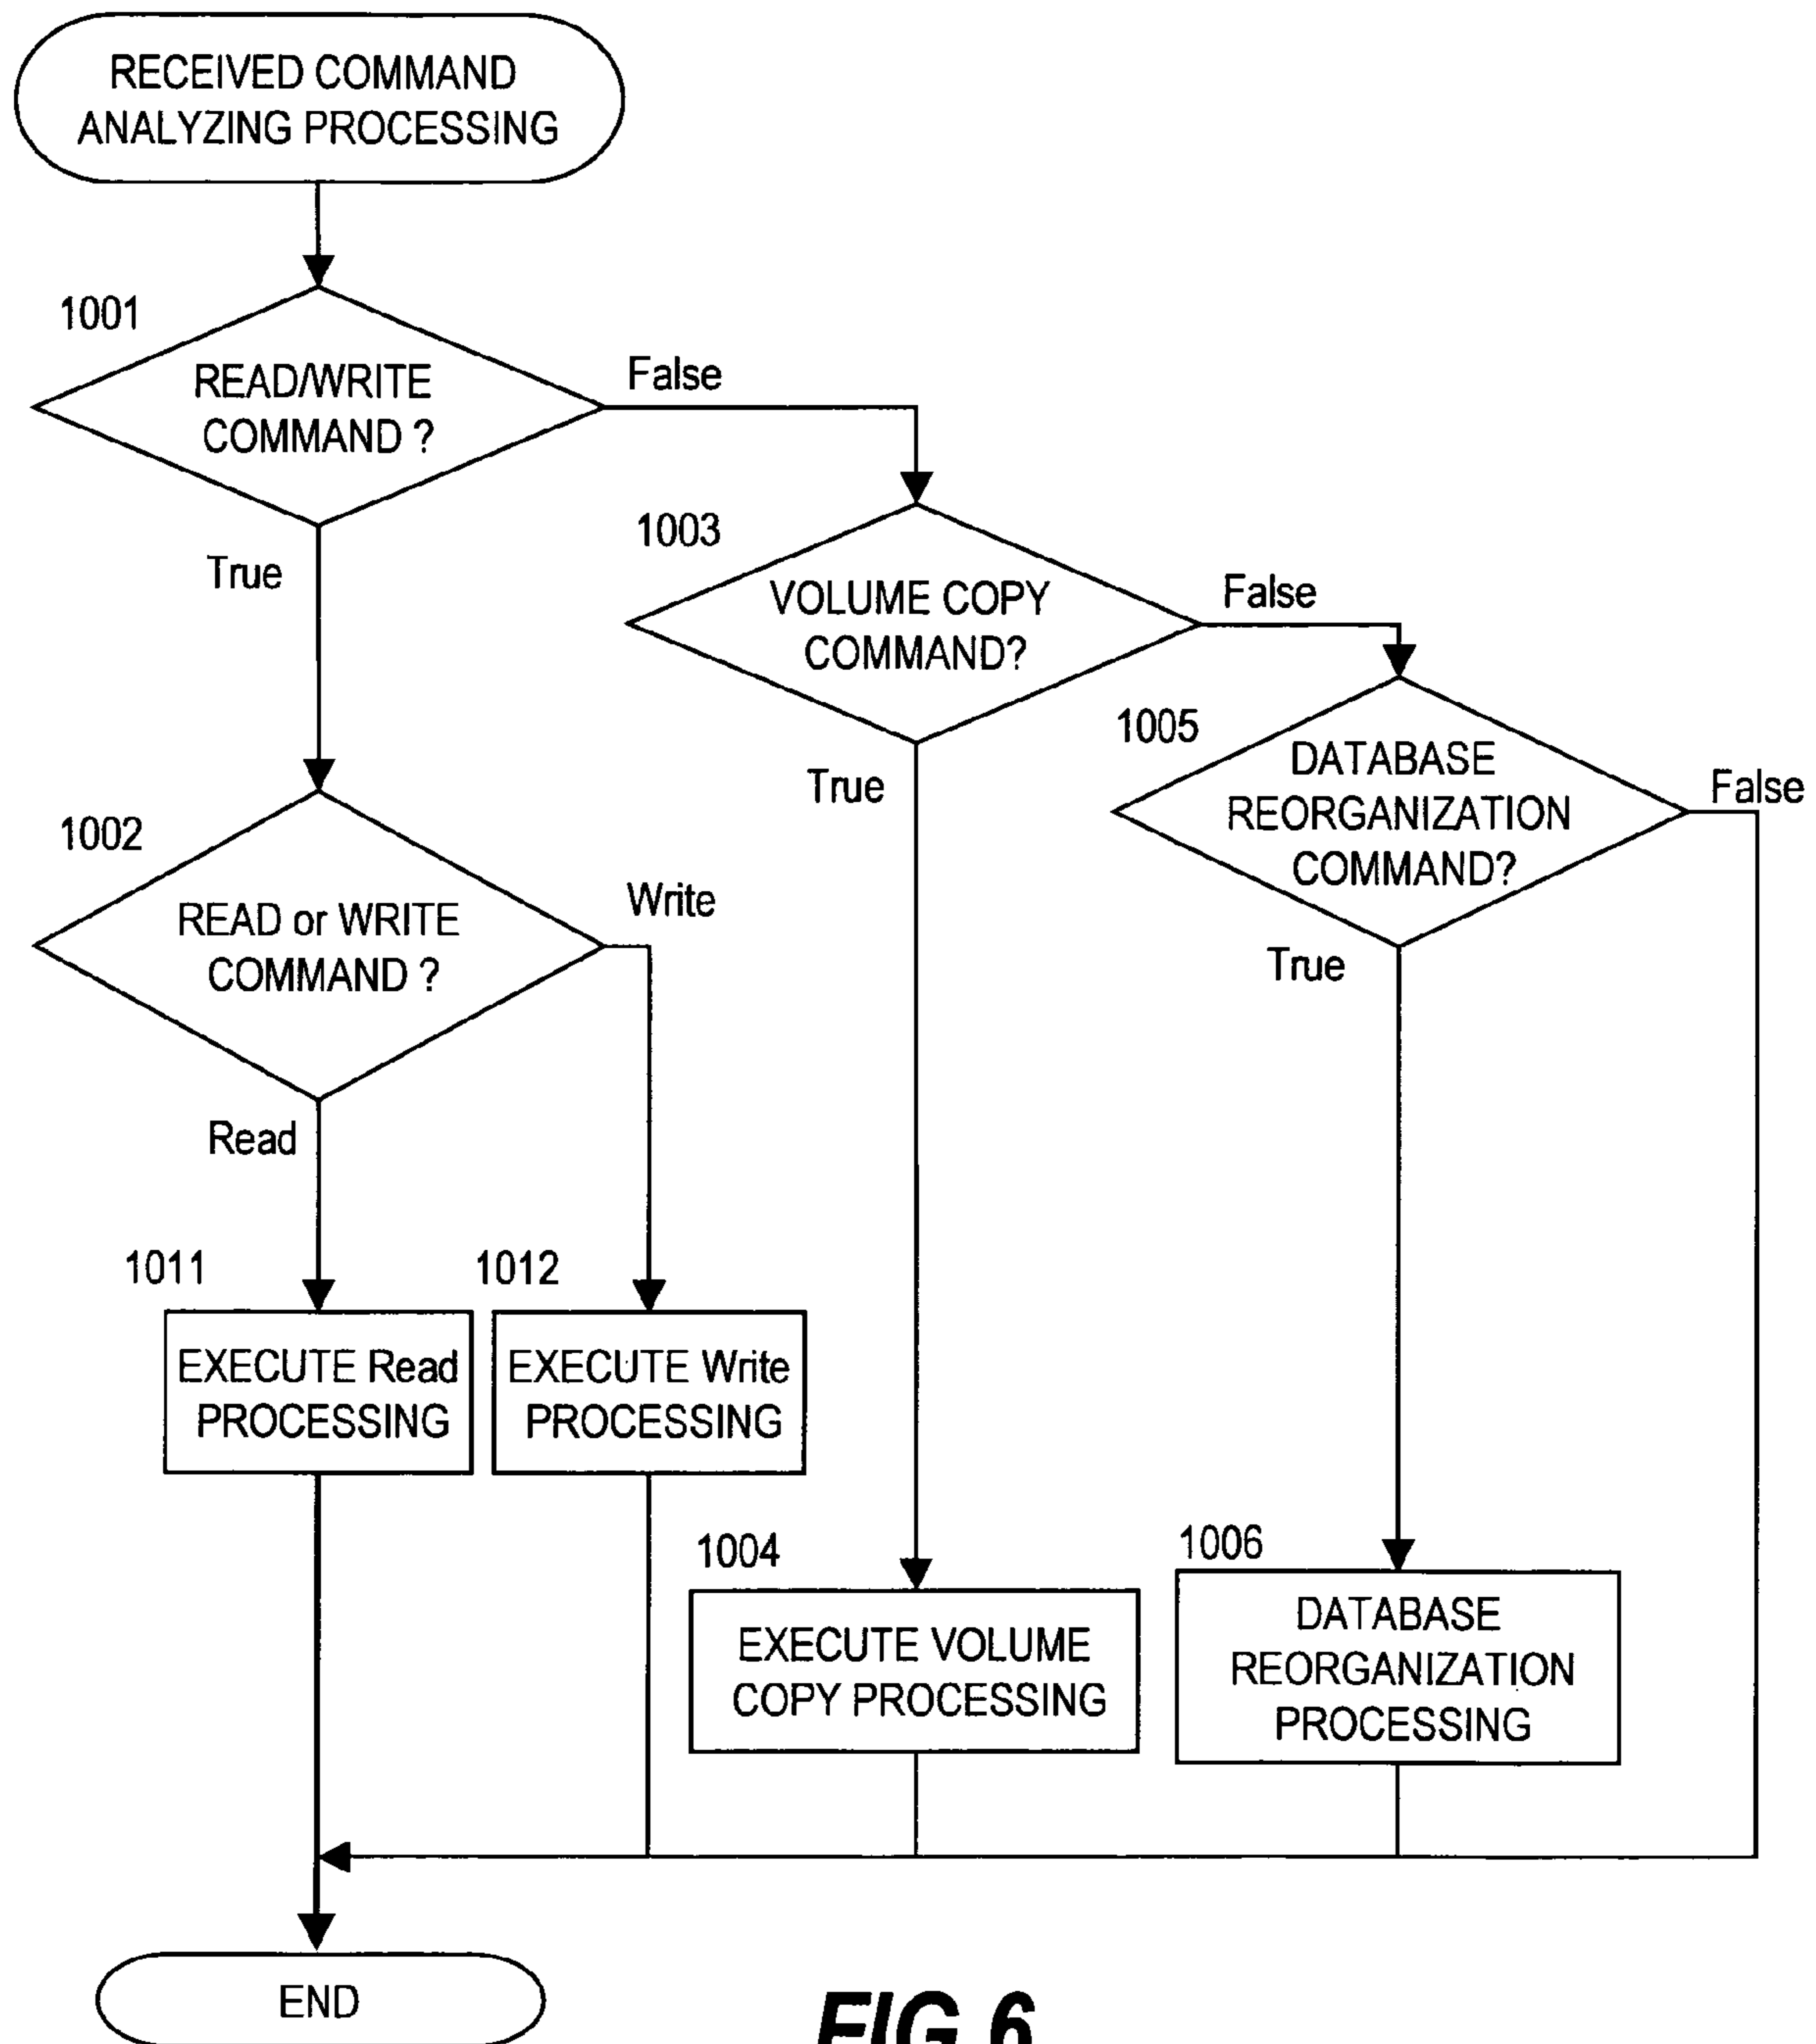 RECEIVED COMMAND
ANALYZING PROCESSING
1001
READ/WRITE
COMMAND ?
False
True
1003
VOLUME COPY
COMMAND?
False
True
1005
DATABASE
REORGANIZATION
COMMAND?
False
True
1002
READ or WRITE
COMMAND ?
Write
Read
1011
EXECUTE Read
PROCESSING
1012
EXECUTE Write
PROCESSING
1004
EXECUTE VOLUME
COPY PROCESSING
1006
DATABASE
REORGANIZATION
PROCESSING
END
FIG.6